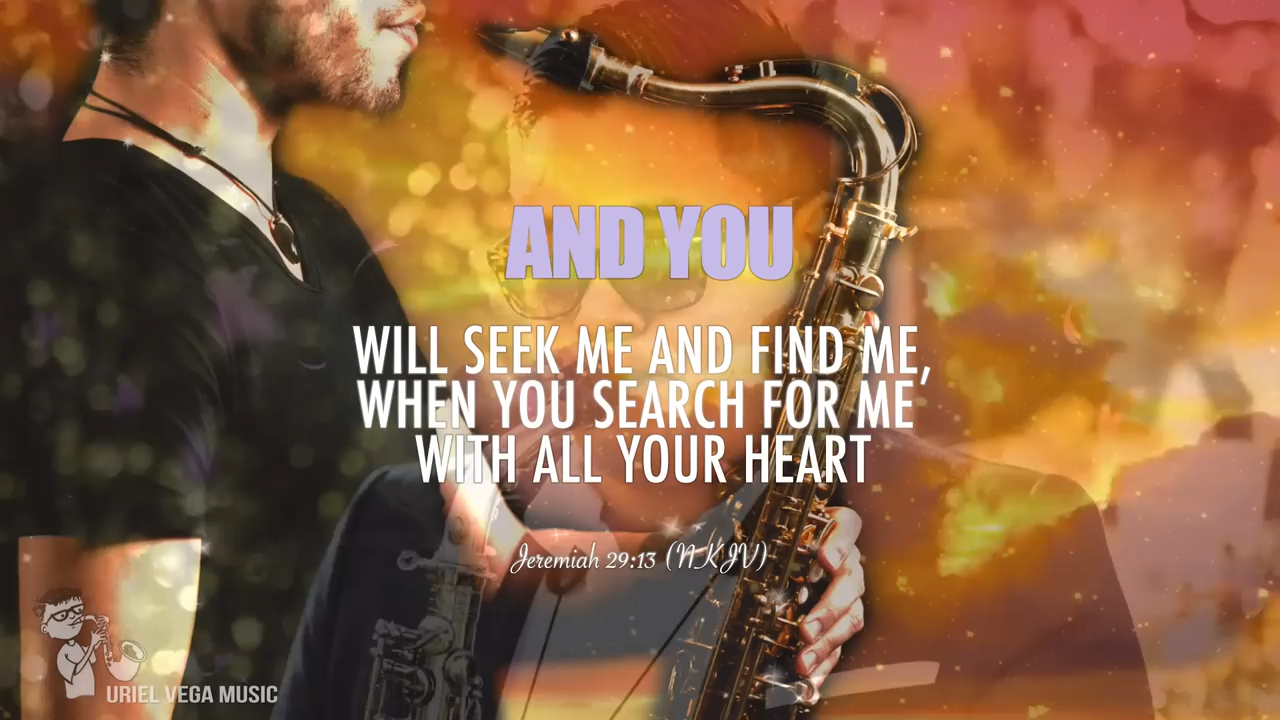 AND YOU
WILL SEEK ME AND FIND ME,
WHEN YOU SEARCH FOR ME
WITH ALL YOUR HEART
Jeremiah 29:13 (NKJV)
URIEL VEGA MUSIC